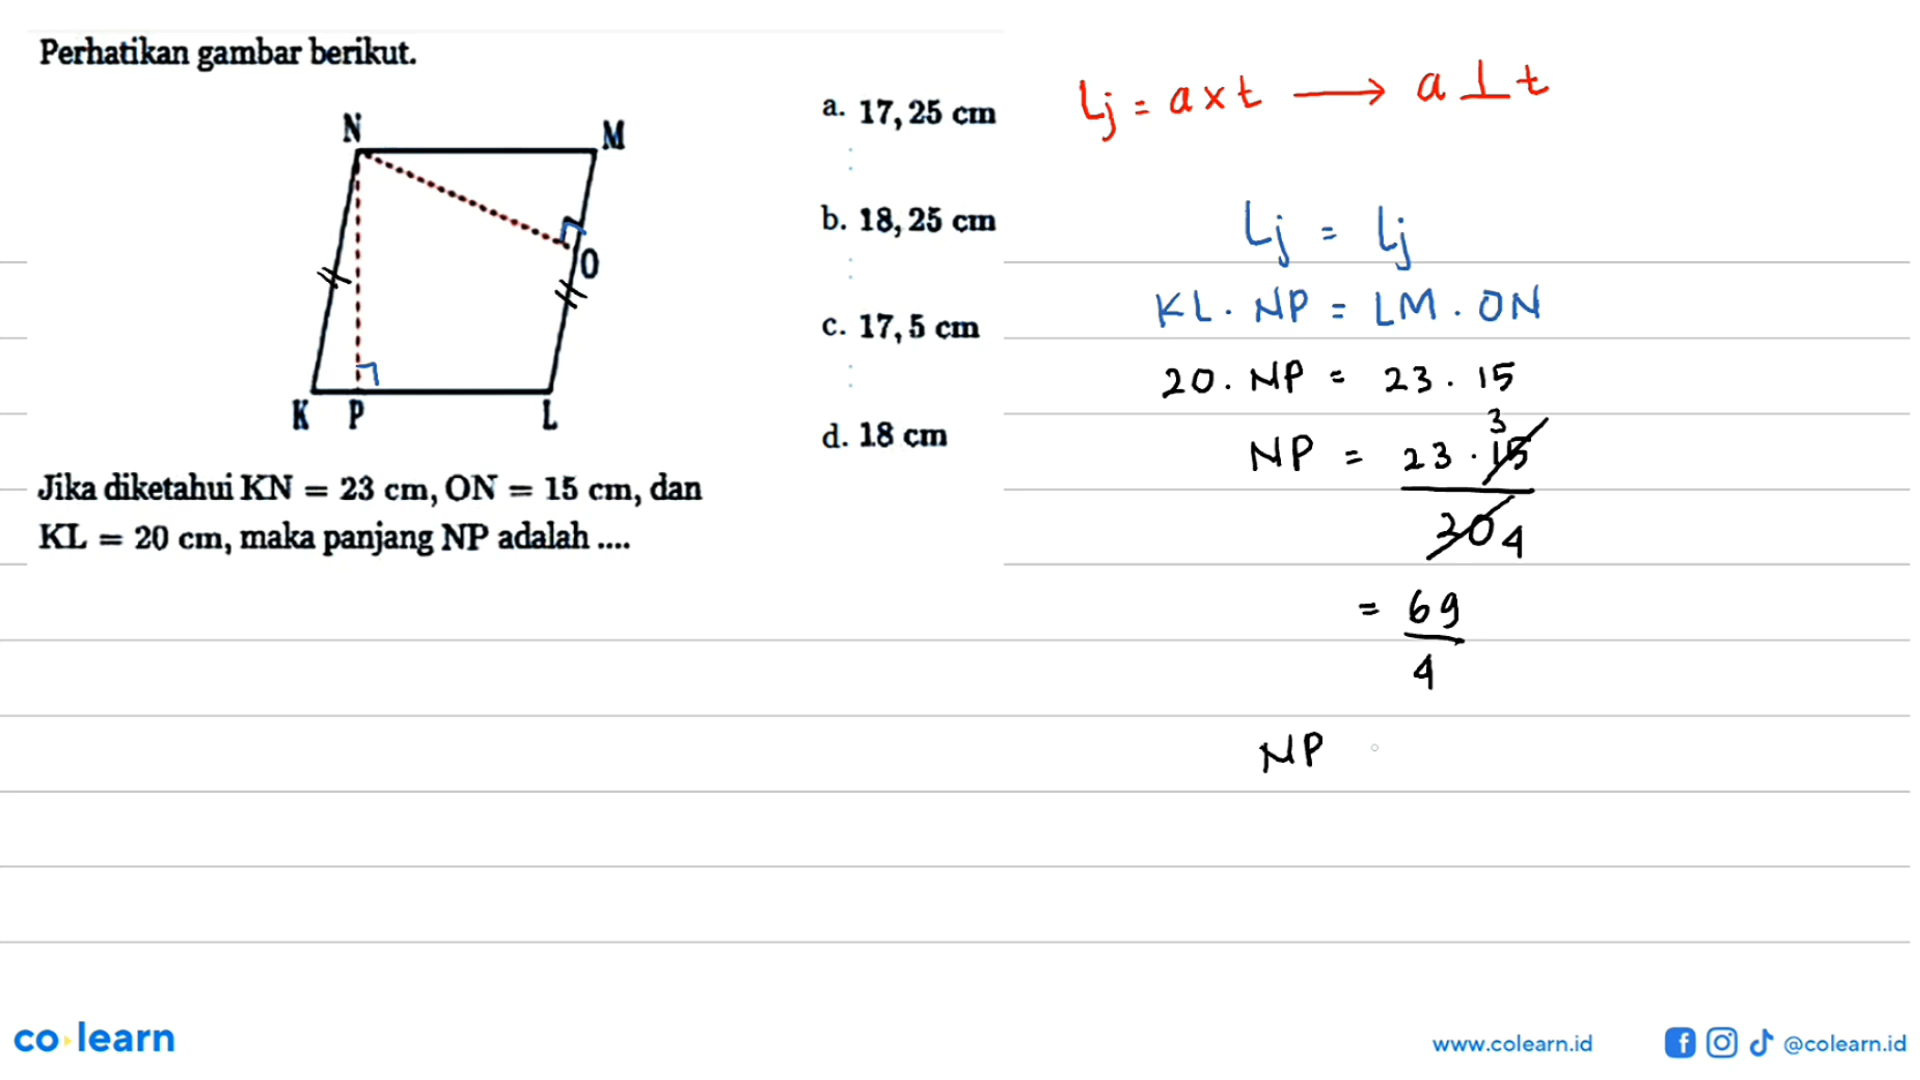 Perhatikan gambar berikut.
N
M
O
K
P
L
Jika diketahui KN = 23 cm, ON = 15 cm, dan
KL = 20 cm, maka panjang NP adalah ....
a. 17,25 cm
b. 18,25 cm
c. 17,5 cm
d. 18 cm
Lj = a x t → a ⊥ t
Lj = Lj
KL . NP = LM . ON
20 . NP = 23 . 15
NP = 23 . 15 3
20 4
= 69
4
NP
co learn
www.colearn.id
@colearn.id